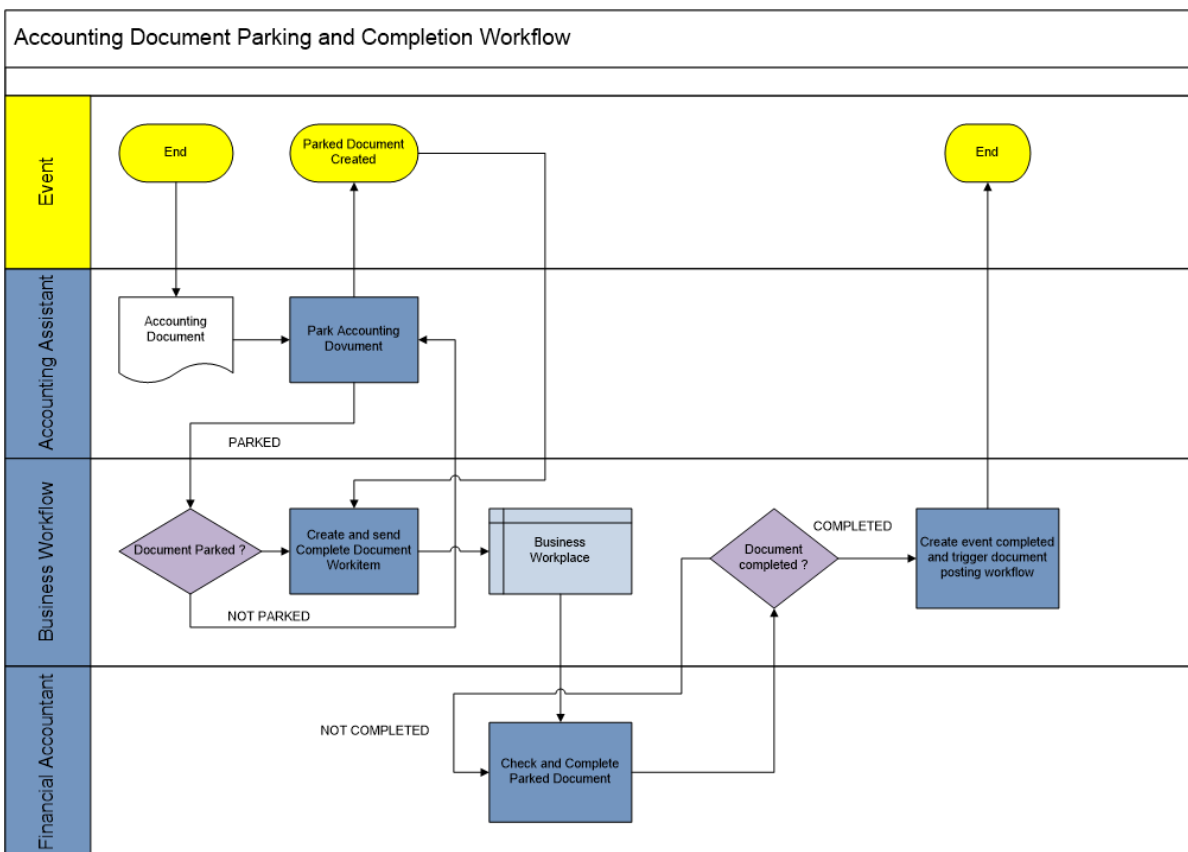 Accounting Document Parking and Completion Workflow
Event
End
Parked Document
Created
End
Accounting Assistant
Accounting
Document
Park Accounting
Dovument
PARKED
Business Workflow
Document Parked ?
Create and send
Complete Document
Workitem
Business
Workplace
Document
completed ?
COMPLETED
Create event completed
and trigger document
posting workflow
NOT PARKED
Financial Accountant
NOT COMPLETED
Check and Complete
Parked Document